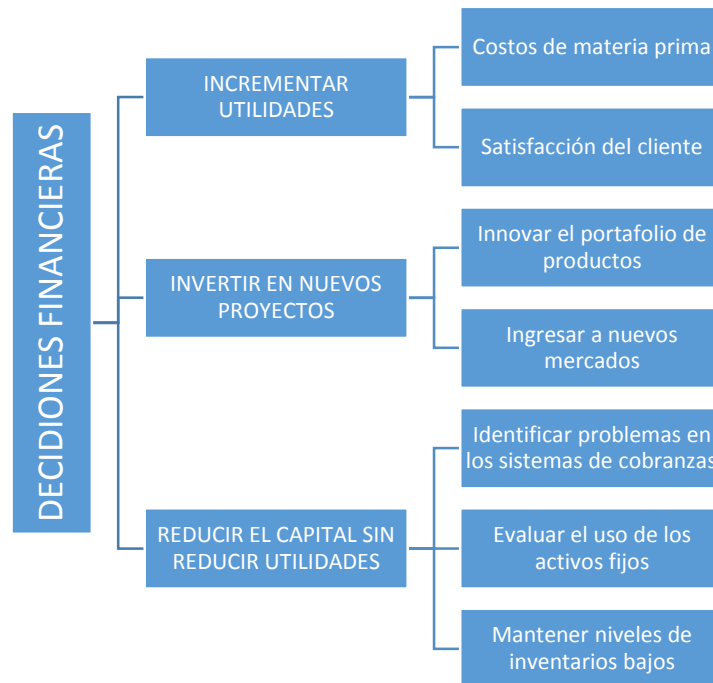 DECIDIONES FINANCIERAS
INCREMENTAR
UTILIDADES
Costos de materia prima
Satisfacción del cliente
INVERTIR EN NUEVOS
PROYECTOS
Innovar el portafolio de
productos
Ingresar a nuevos
mercados
REDUCIR EL CAPITAL SIN
REDUCIR UTILIDADES
Identificar problemas en
los sistemas de cobranzas
Evaluar el uso de los
activos fijos
Mantener niveles de
inventarios bajos